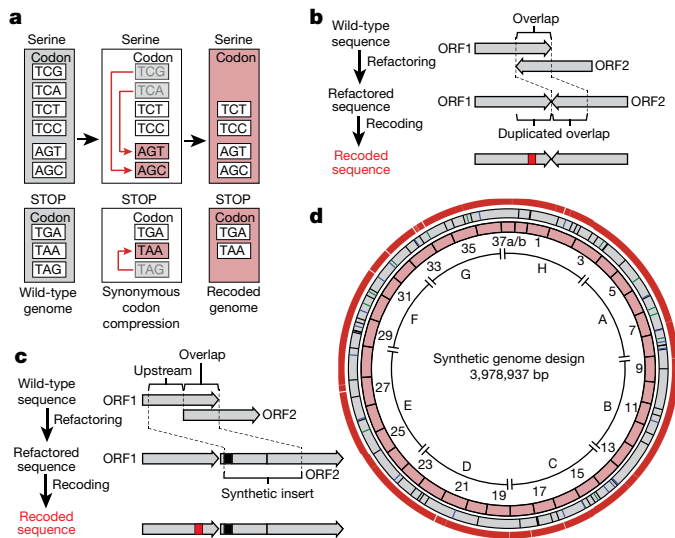 a
Serine
Codon
TCG
TCA
TCT
TCC
AGT
AGC
STOP
Codon
TGA
TAA
TAG
Wild-type
genome
Serine
Codon
TCG
TCA
TCT
TCC
AGT
AGC
STOP
Codon
TGA
TAA
TAG
Synonymous
codon
compression
Serine
Codon
TCT
TCC
AGT
AGC
STOP
Codon
TGA
TAA
Recoded
genome
b
Wild-type
sequence
Refactoring
Refactored
sequence
Recoding
Recoded
sequence
Overlap
ORF1
ORF2
ORF1
ORF2
Duplicated overlap
c
Wild-type
sequence
Refactoring
Refactored
sequence
Recoding
Recoded
sequence
Overlap
Upstream
ORF1
ORF2
ORF1
ORF2
Synthetic insert
d
37a/b
1
3
5
7
9
11
13
15
17
19
21
23
25
27
29
31
33
35
H
A
B
C
D
E
F
G
Synthetic genome design
3,978,937 bp